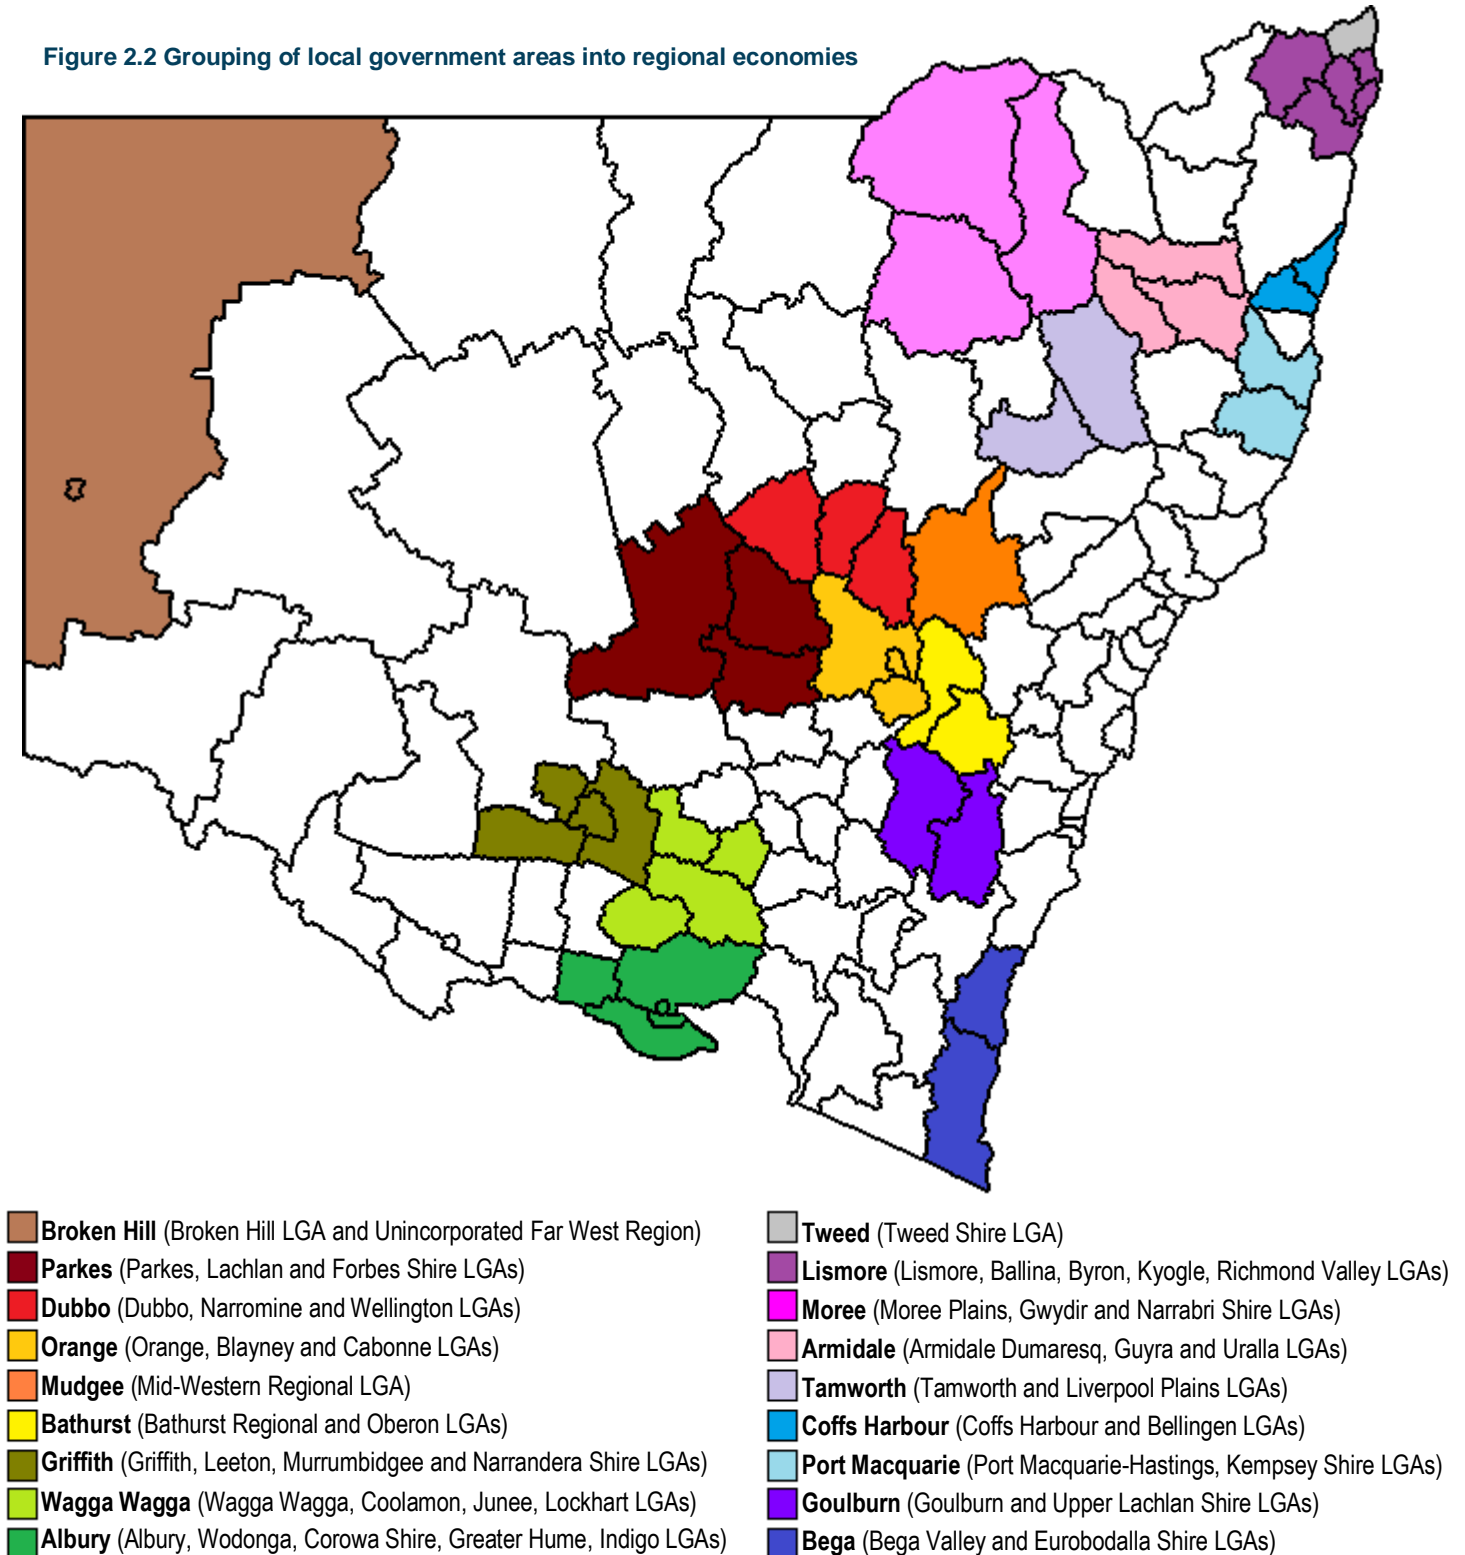 Figure 2.2 Grouping of local government areas into regional economies
Broken Hill (Broken Hill LGA and Unincorporated Far West Region)
Parkes (Parkes, Lachlan and Forbes Shire LGAs)
Dubbo (Dubbo, Narromine and Wellington LGAs)
Orange (Orange, Blayney and Cabonne LGAs)
Mudgee (Mid-Western Regional LGA)
Bathurst (Bathurst Regional and Oberon LGAs)
Griffith (Griffith, Leeton, Murrumbidgee and Narrandera Shire LGAs)
Wagga Wagga (Wagga Wagga, Coolamon, Junee, Lockhart LGAs)
Albury (Albury, Wodonga, Corowa Shire, Greater Hume, Indigo LGAs)
Tweed (Tweed Shire LGA)
Lismore (Lismore, Ballina, Byron, Kyogle, Richmond Valley LGAs)
Moree (Moree Plains, Gwydir and Narrabri Shire LGAs)
Armidale (Armidale Dumaresq, Guyra and Uralla LGAs)
Tamworth (Tamworth and Liverpool Plains LGAs)
Coffs Harbour (Coffs Harbour and Bellingen LGAs)
Port Macquarie (Port Macquarie-Hastings, Kempsey Shire LGAs)
Goulburn (Goulburn and Upper Lachlan Shire LGAs)
Bega (Bega Valley and Eurobodalla Shire LGAs)